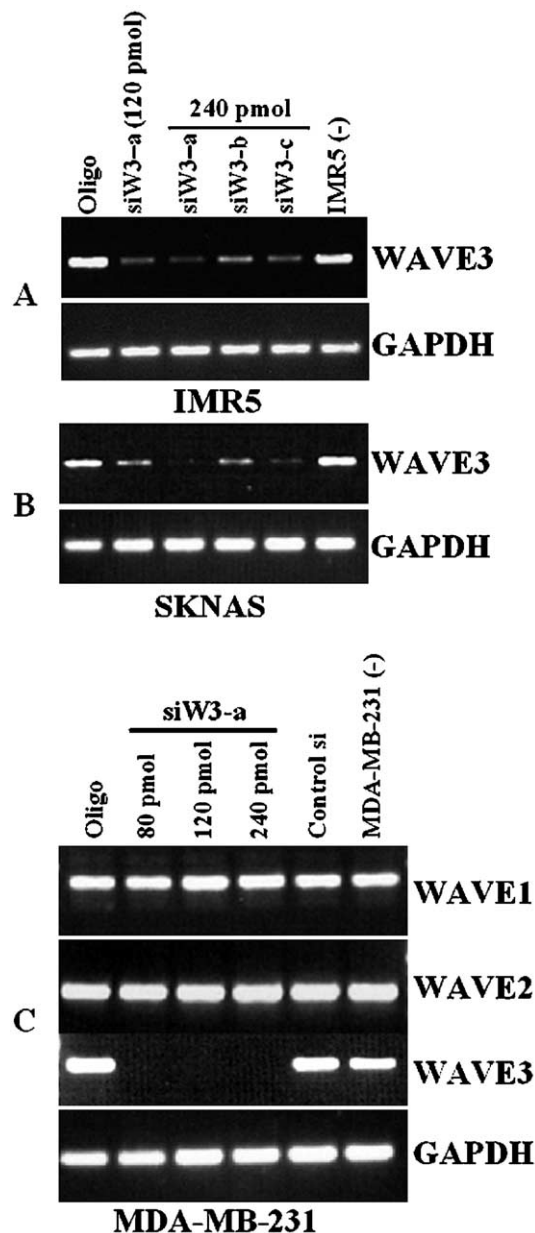 240 pmol
Oligo
siW3–a (120 pmol)
siW3–a
siW3-b
siW3-c
IMR5 (-)
A
WAVE3
GAPDH
IMR5
B
WAVE3
GAPDH
SKNAS
siW3-a
Oligo
80 pmol
120 pmol
240 pmol
Control si
MDA-MB-231 (-)
C
WAVE1
WAVE2
WAVE3
GAPDH
MDA-MB-231